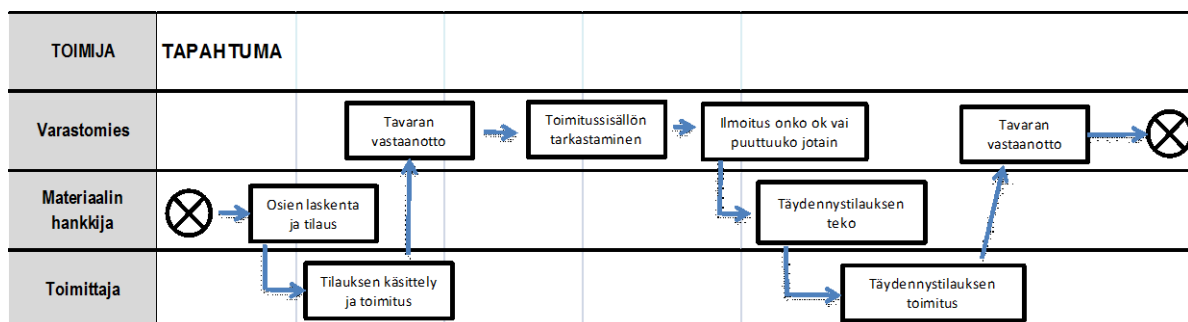 TOIMIJA
TAPAHTUMA
Varastomies
Tavaran
vastaanotto
Toimitussisällön
tarkastaminen
Ilmoitus onko ok vai
puuttuuko jotain
Tavaran
vastaanotto
Materiaalin
hankkija
Osien laskenta
ja tilaus
Täydennystilauksen
teko
Toimittaja
Tilauksen käsittely
ja toimitus
Täydennystilauksen
toimitus